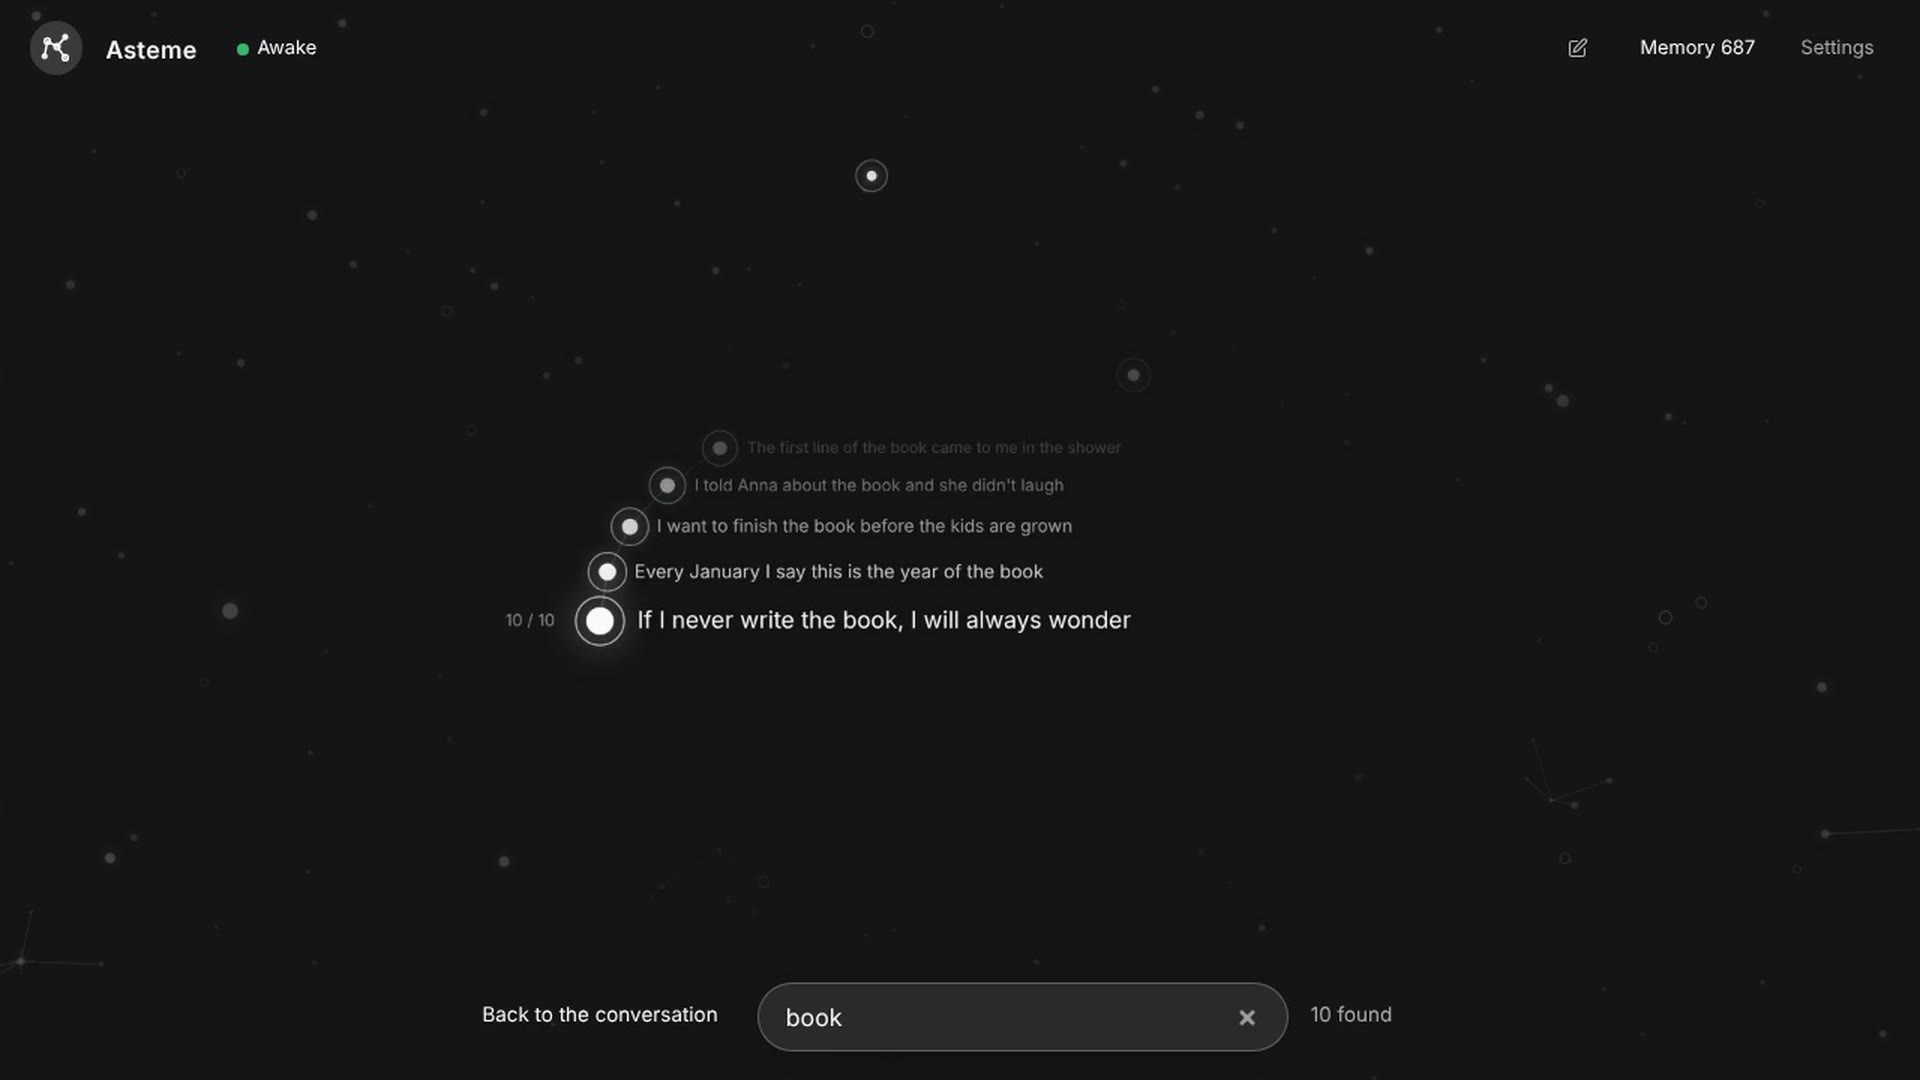 Asteme
Awake
Memory 687
Settings
The first line of the book came to me in the shower
I told Anna about the book and she didn't laugh
I want to finish the book before the kids are grown
Every January I say this is the year of the book
10 / 10
If I never write the book, I will always wonder
Back to the conversation
book
10 found